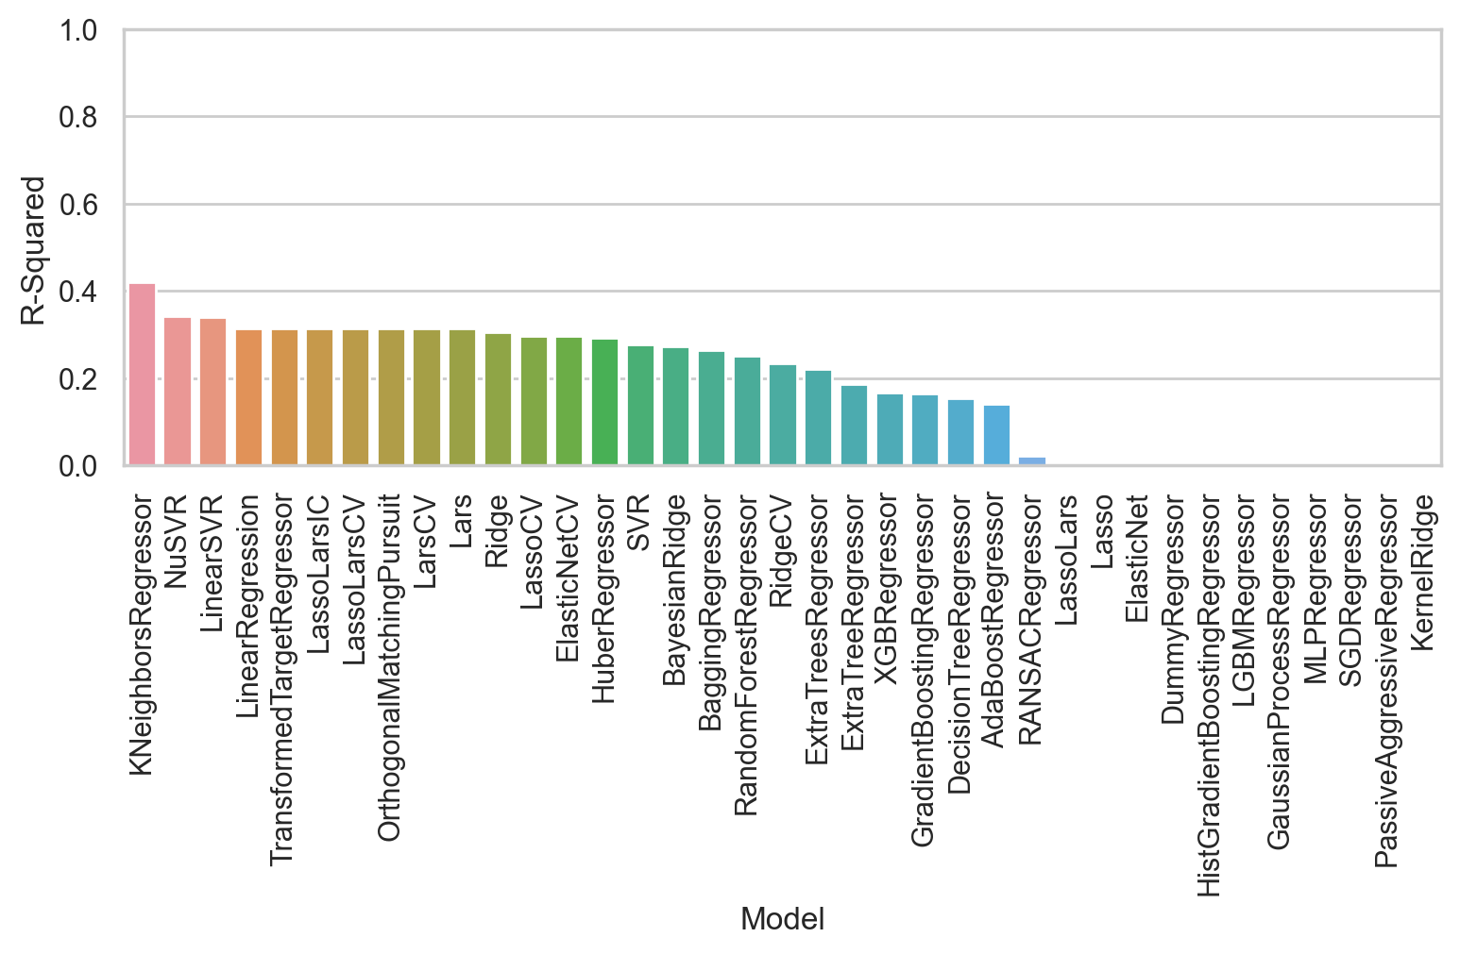 1.0
0.8
0.6
0.4
0.2
0.0
R-Squared
KNeighborsRegressor
NuSVR
LinearSVR
LinearRegression
TransformedTargetRegressor
LassoLarsIC
LassoLarsCV
OrthogonalMatchingPursuit
LarsCV
Lars
Ridge
LassoCV
ElasticNetCV
HuberRegressor
SVR
BayesianRidge
BaggingRegressor
RandomForestRegressor
RidgeCV
ExtraTreesRegressor
ExtraTreeRegressor
XGBRegressor
GradientBoostingRegressor
DecisionTreeRegressor
AdaBoostRegressor
RANSACRegressor
LassoLars
Lasso
ElasticNet
DummyRegressor
HistGradientBoostingRegressor
LGBMRegressor
GaussianProcessRegressor
MLPRegressor
SGDRegressor
PassiveAggressiveRegressor
KernelRidge
Model